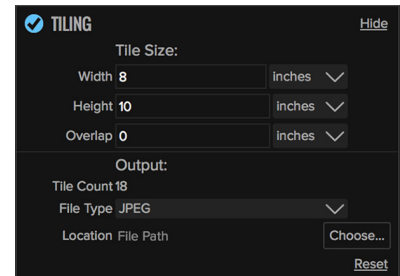 TILING Hide
Tile Size:
Width 8 inches
Height 10 inches
Overlap 0 inches
Output:
Tile Count 18
File Type JPEG
Location File Path Choose...
Reset